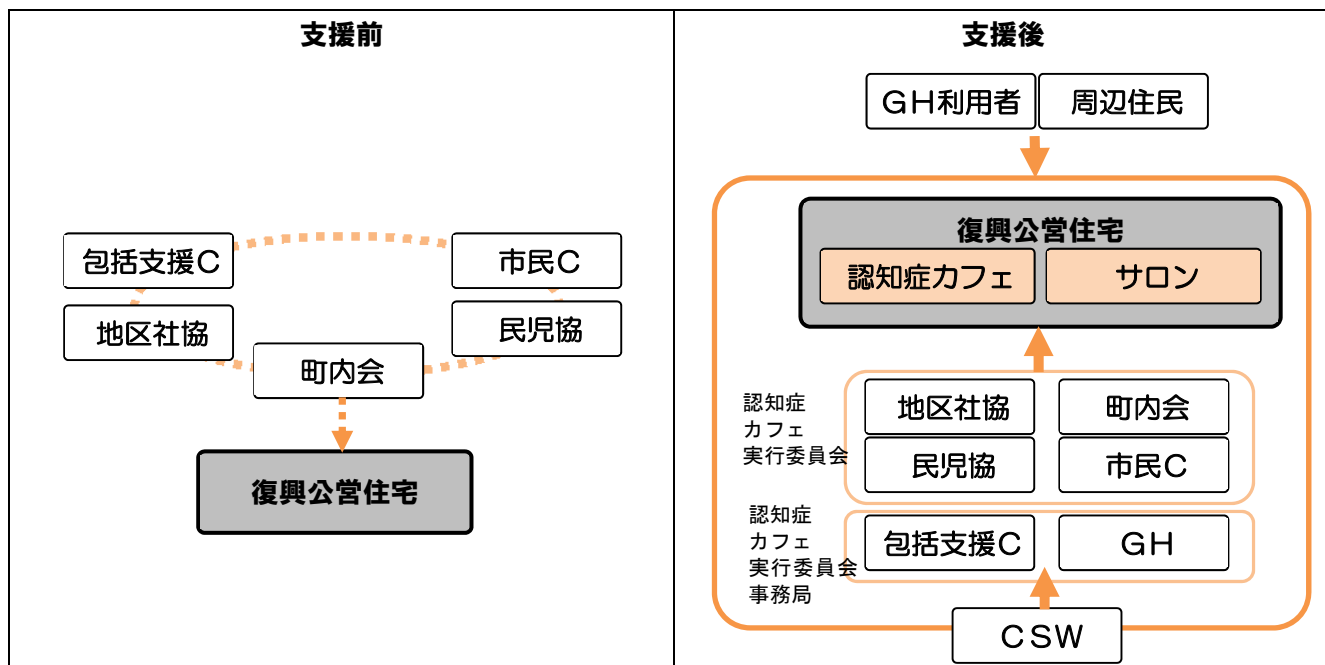 支援前
包括支援C
市民C
地区社協
民児協
町内会
復興公営住宅
支援後
GH利用者
周辺住民
復興公営住宅
認知症カフェ
サロン
認知症
カフェ
実行委員会
地区社協
町内会
民児協
市民C
認知症
カフェ
実行委員会
事務局
包括支援C
GH
CSW